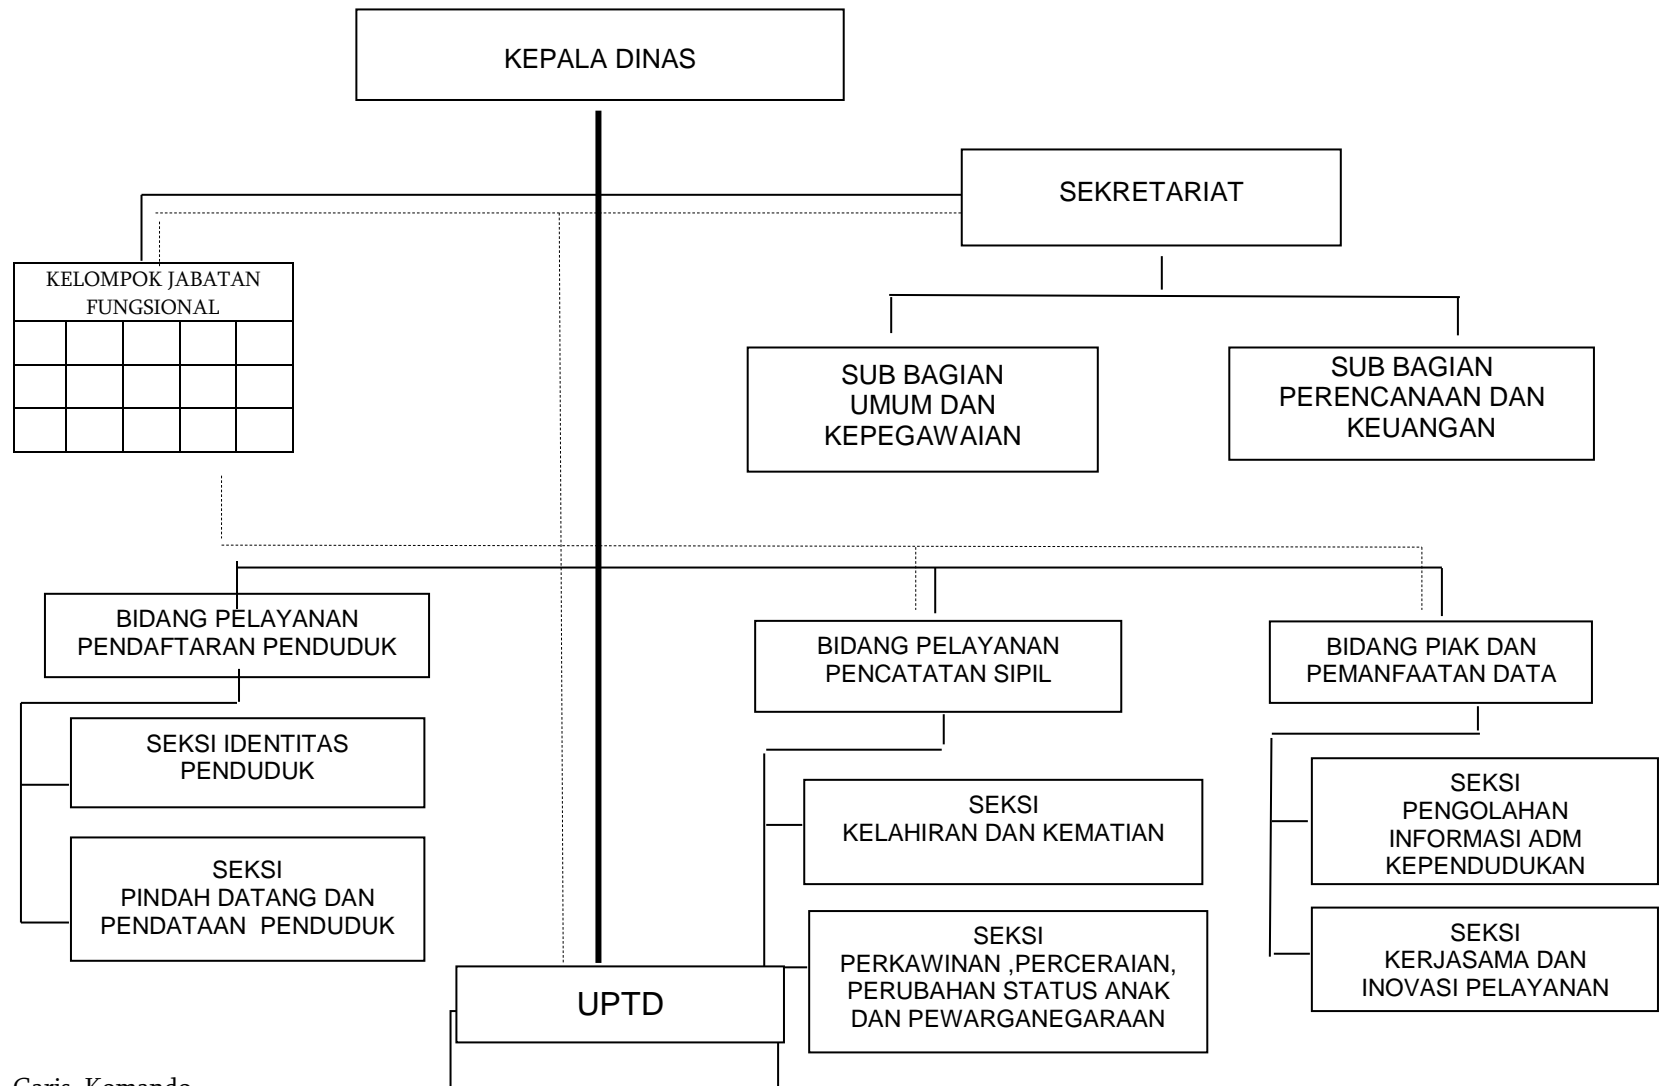 KEPALA DINAS
SEKRETARIAT
KELOMPOK JABATAN
FUNGSIONAL
SUB BAGIAN
UMUM DAN
KEPEGAWAIAN
SUB BAGIAN
PERENCANAAN DAN
KEUANGAN
BIDANG PELAYANAN
PENDAFTARAN PENDUDUK
BIDANG PELAYANAN
PENCATATAN SIPIL
BIDANG PIAK DAN
PEMANFAATAN DATA
SEKSI IDENTITAS
PENDUDUK
SEKSI
PINDAH DATANG DAN
PENDATAAN  PENDUDUK
SEKSI
KELAHIRAN DAN KEMATIAN
SEKSI
PERKAWINAN ,PERCERAIAN,
PERUBAHAN STATUS ANAK
DAN PEWARGANEGARAAN
SEKSI
PENGOLAHAN
INFORMASI ADM
KEPENDUDUKAN
SEKSI
KERJASAMA DAN
INOVASI PELAYANAN
UPTD
Garis  Komando